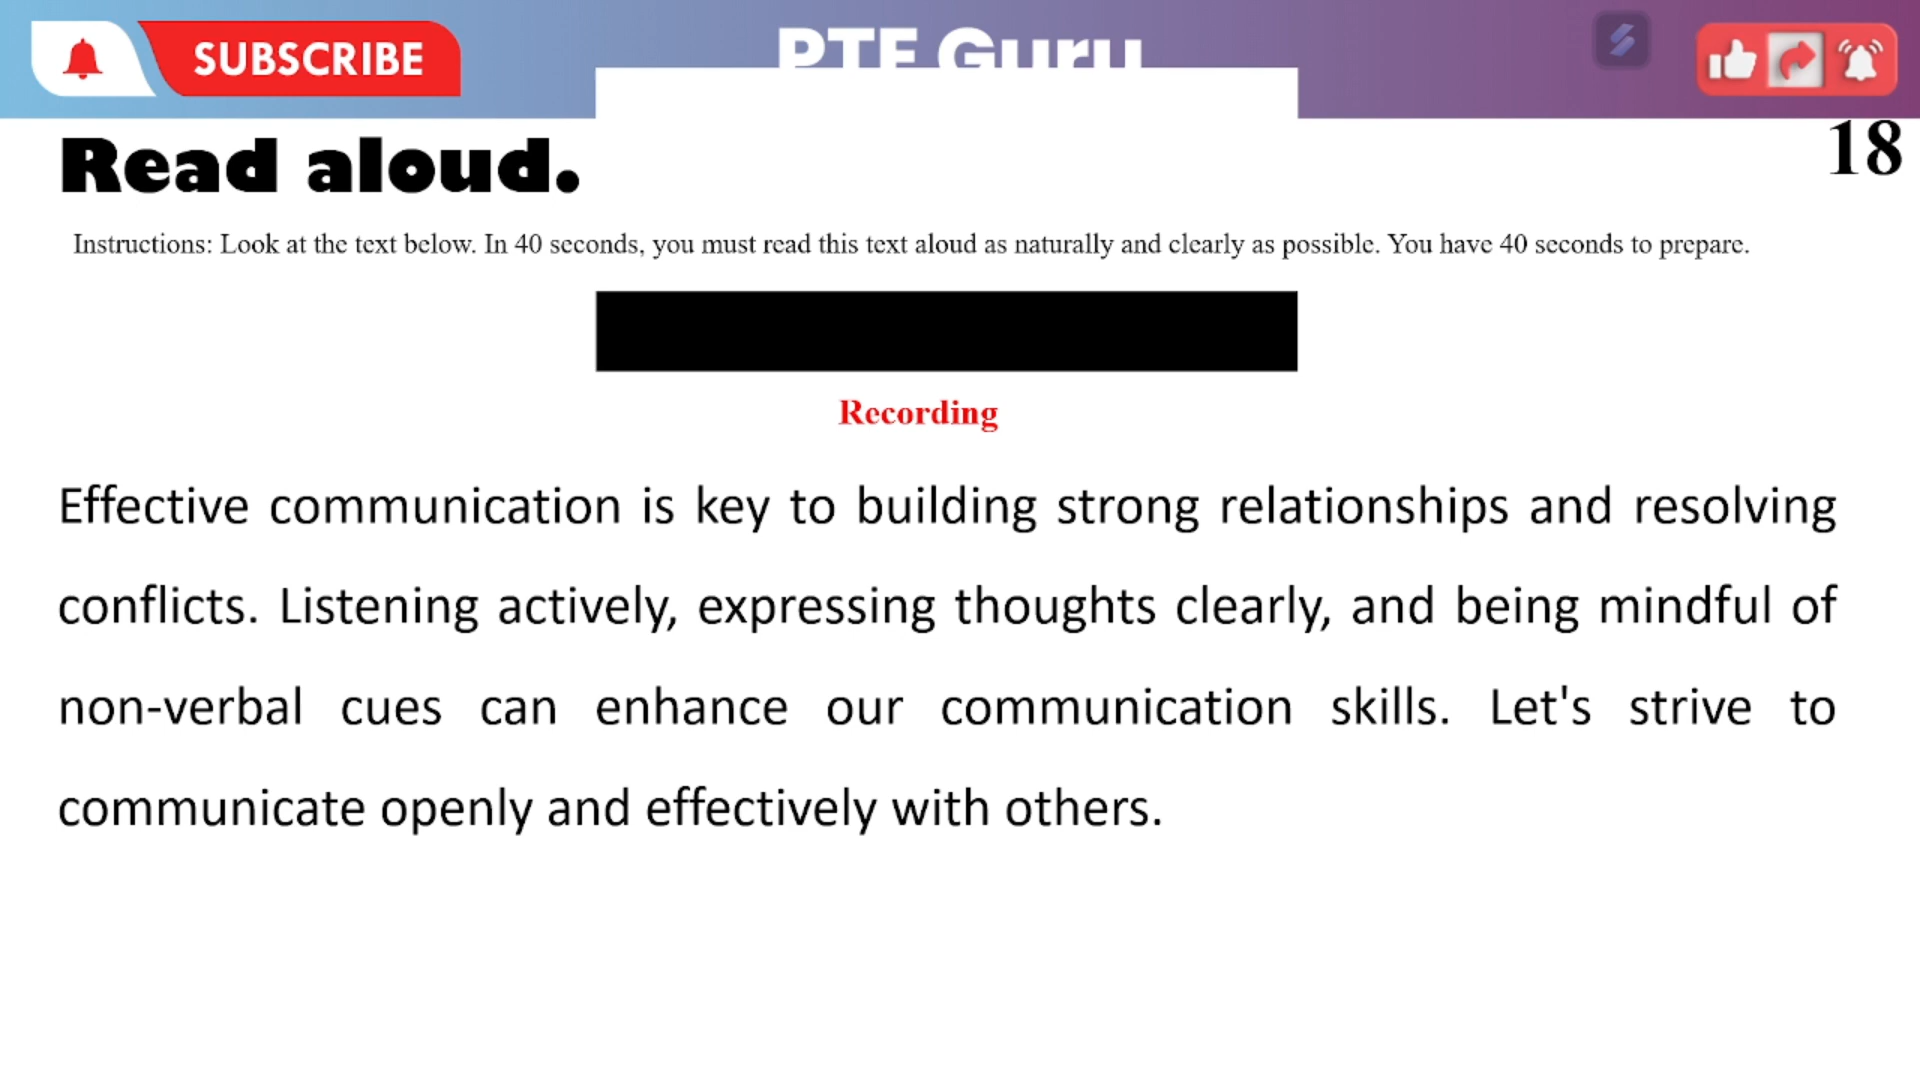 SUBSCRIBE
PTE Guru
Read aloud.
18
Instructions: Look at the text below. In 40 seconds, you must read this text aloud as naturally and clearly as possible. You have 40 seconds to prepare.
Recording
Effective communication is key to building strong relationships and resolving
conflicts. Listening actively, expressing thoughts clearly, and being mindful of
non-verbal cues can enhance our communication skills. Let's strive to
communicate openly and effectively with others.